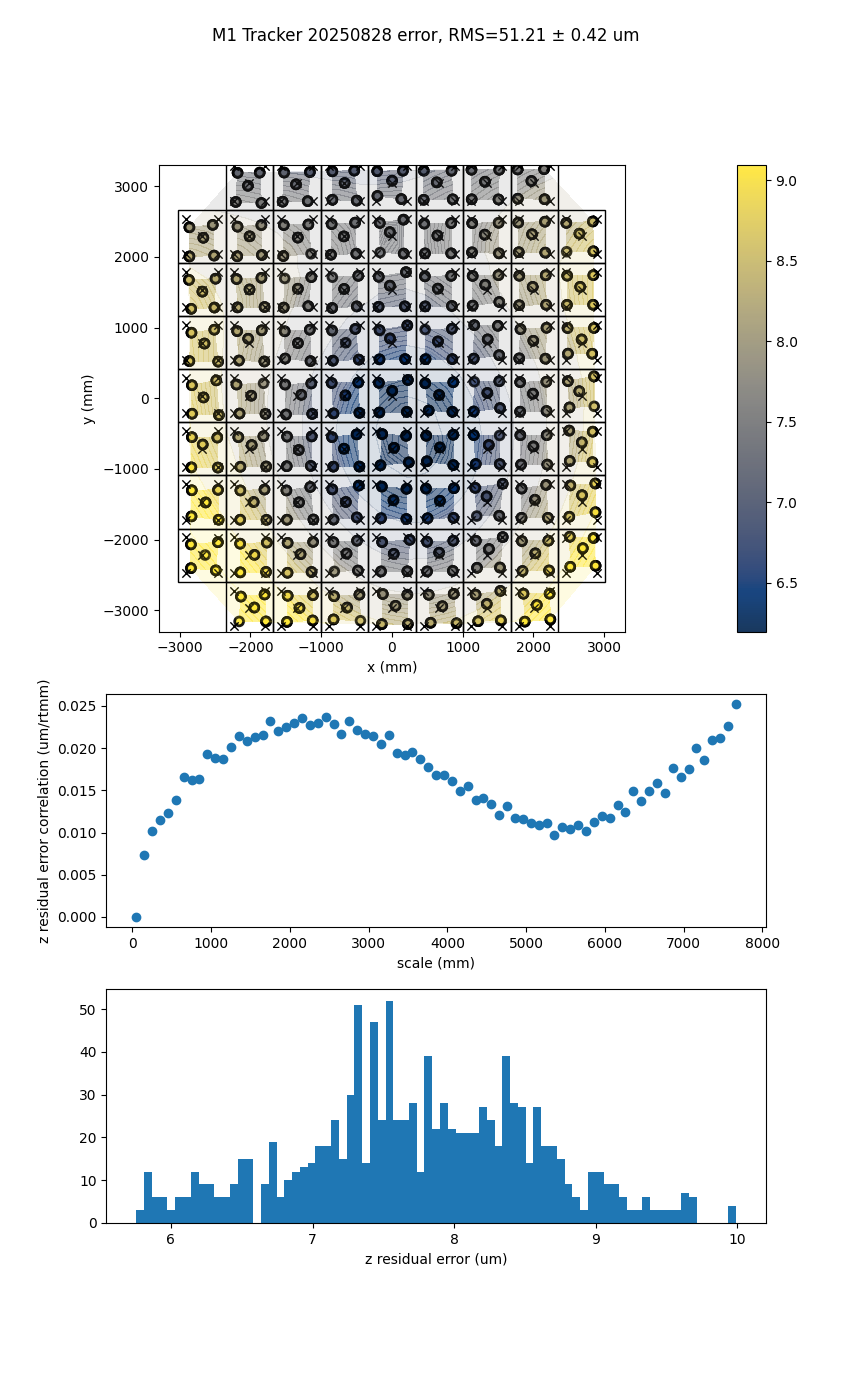 M1 Tracker 20250828 error, RMS=51.21 ± 0.42 um
3000
2000
1000
0
−1000
−2000
−3000
y (mm)
−3000 −2000 −1000 0 1000 2000 3000
x (mm)
9.0
8.5
8.0
7.5
7.0
6.5
0.025
0.020
0.015
0.010
0.005
0.000
z residual error correlation (um/rtmm)
0 1000 2000 3000 4000 5000 6000 7000 8000
scale (mm)
50
40
30
20
10
0
6 7 8 9 10
z residual error (um)